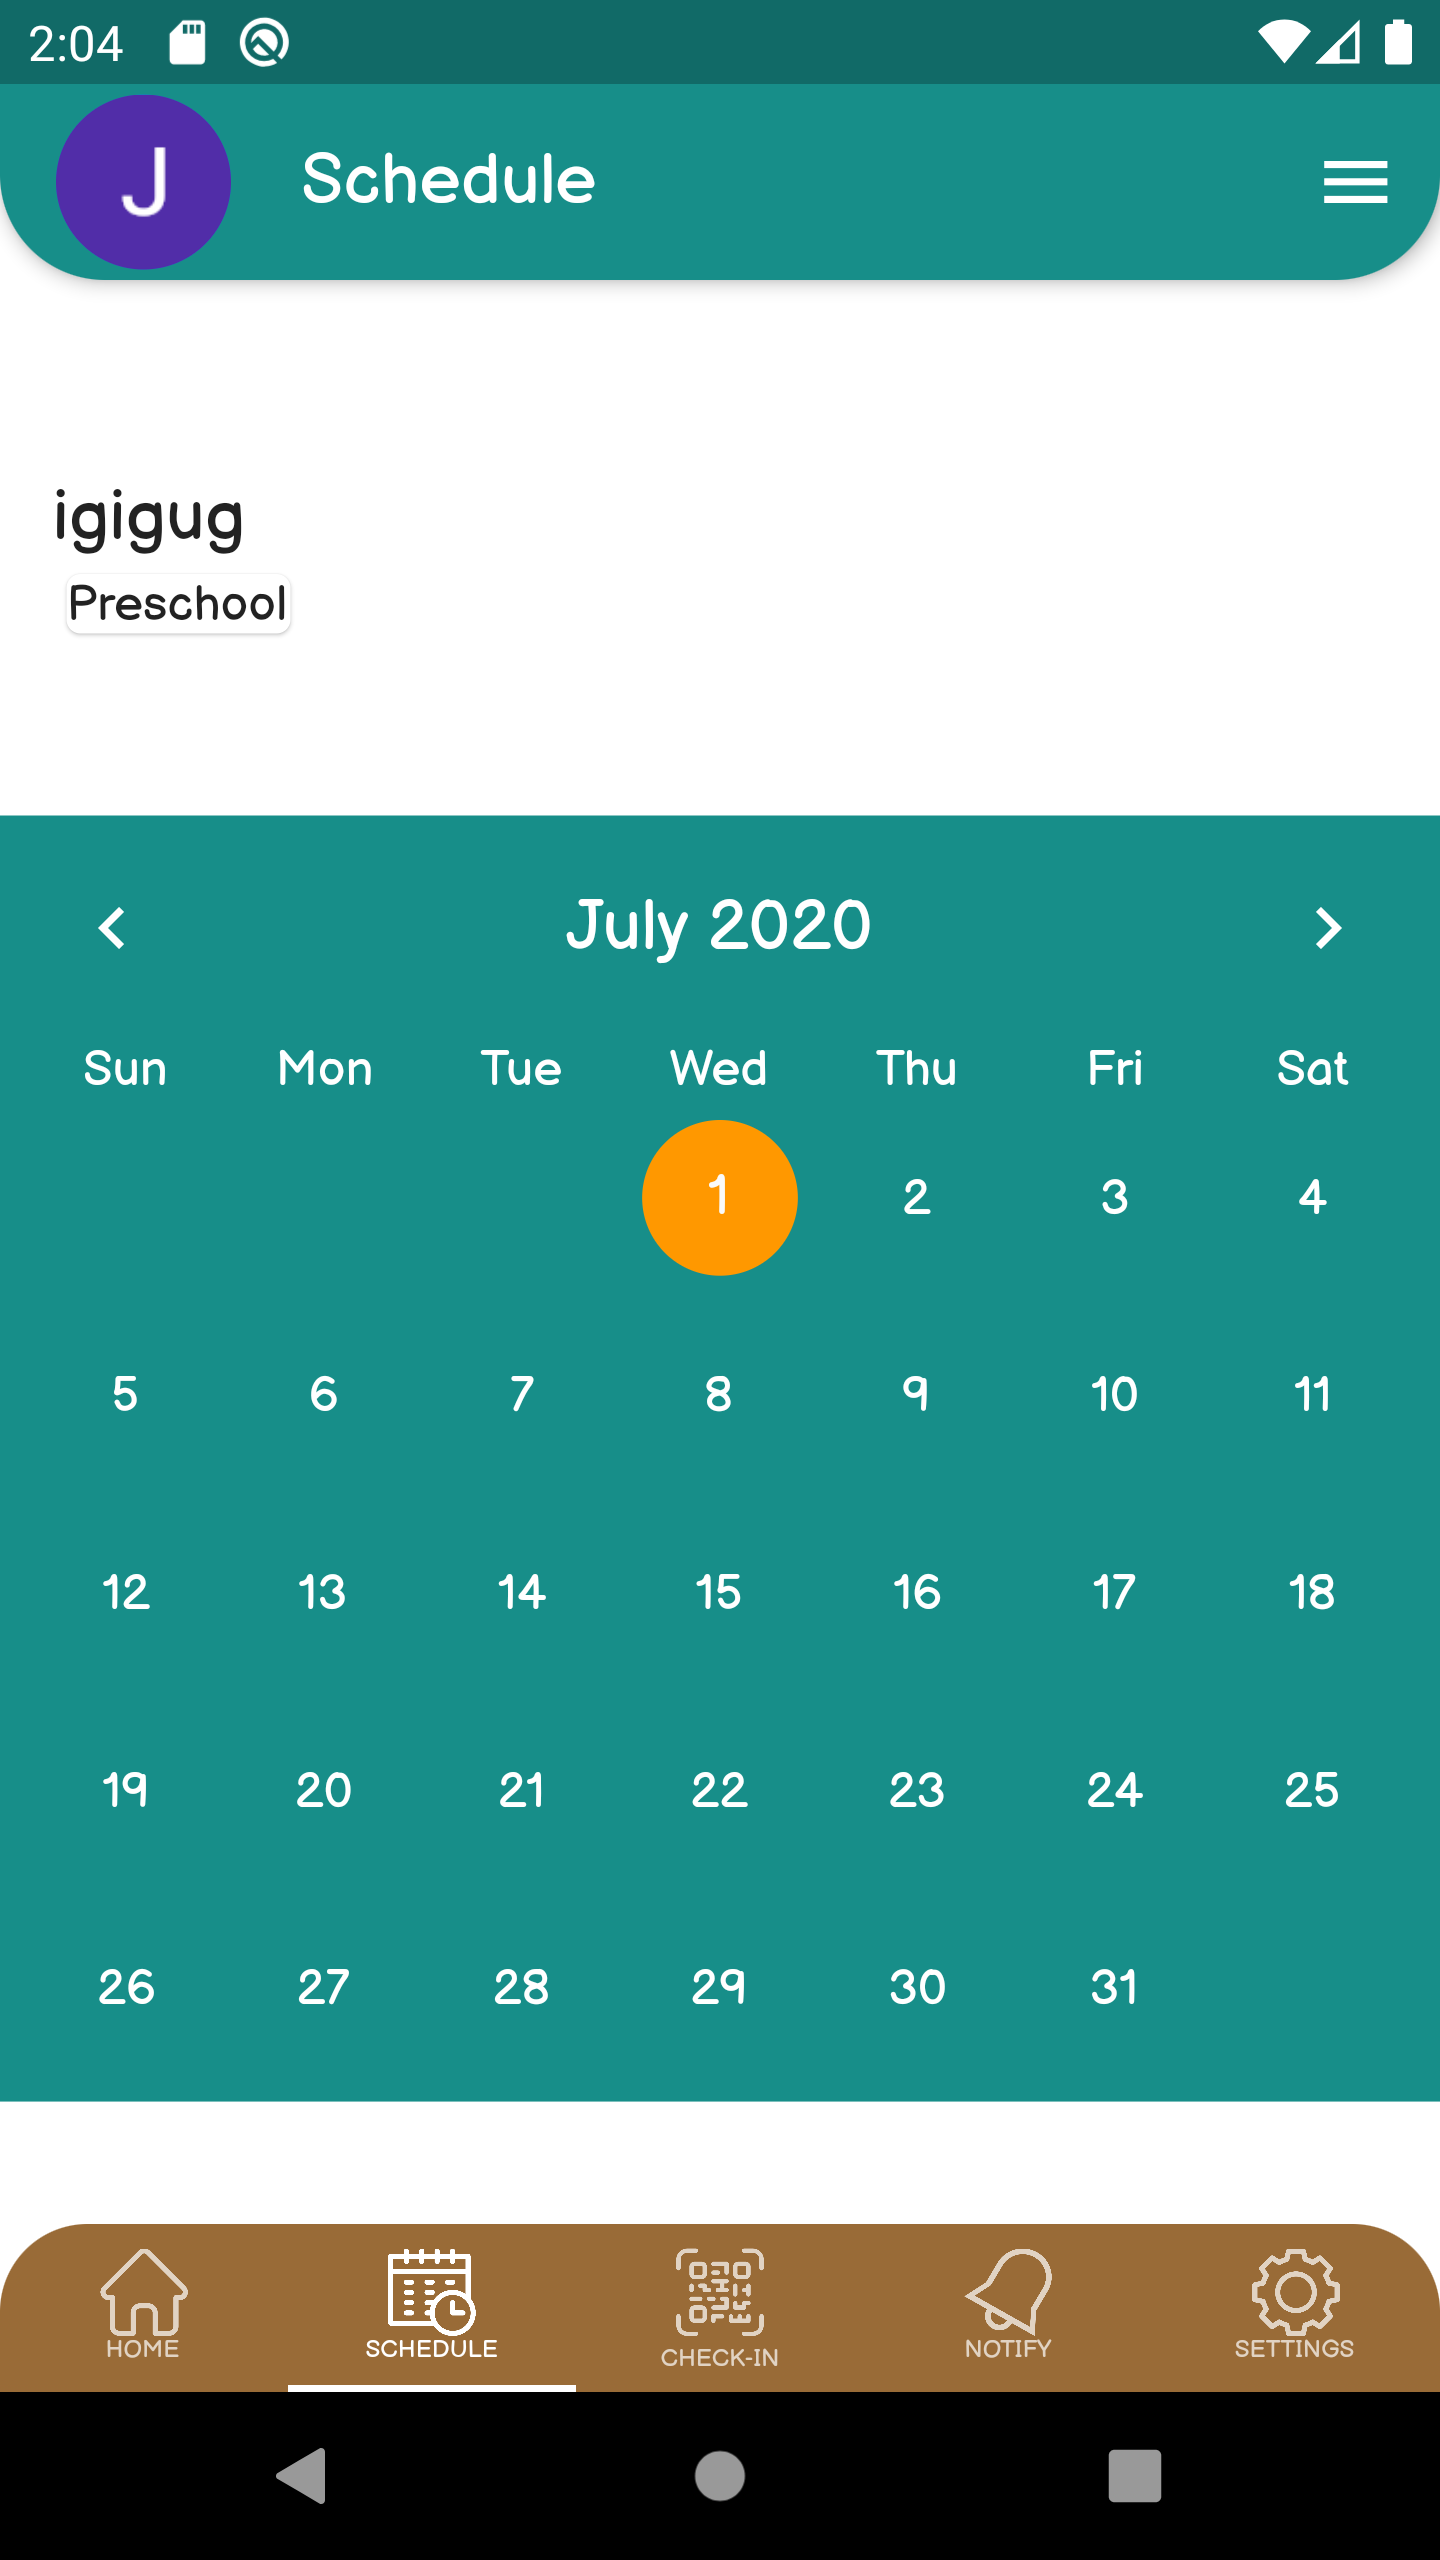 2:04
J
Schedule
igigug
Preschool
July 2020
Sun Mon Tue Wed Thu Fri Sat
1 2 3 4
5 6 7 8 9 10 11
12 13 14 15 16 17 18
19 20 21 22 23 24 25
26 27 28 29 30 31
HOME SCHEDULE CHECK-IN NOTIFY SETTINGS